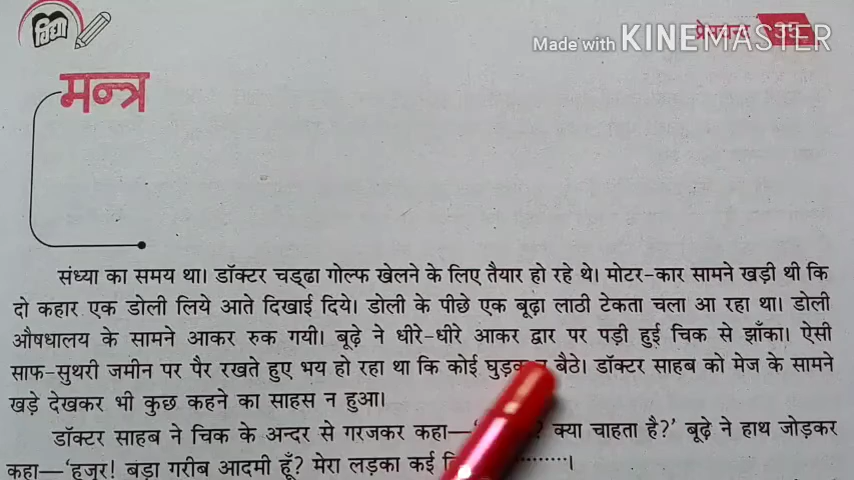 विद्या
Made with KINEMASTER
35
मन्त्र
संध्या का समय था। डॉक्टर चड्ढा गोल्फ खेलने के लिए तैयार हो रहे थे। मोटर-कार सामने खड़ी थी कि
दो कहार एक डोली लिये आते दिखाई दिये। डोली के पीछे एक बूढ़ा लाठी टेकता चला आ रहा था। डोली
औषधालय के सामने आकर रुक गयी। बूढ़े ने धीरे-धीरे आकर द्वार पर पड़ी हुई चिक से झाँका। ऐसी
साफ-सुथरी जमीन पर पैर रखते हुए भय हो रहा था कि कोई बैठे। डॉक्टर साहब को मेज के सामने
खड़े देखकर भी कुछ कहने का साहस न हुआ।
डॉक्टर साहब ने चिक के अन्दर से गरजकर कहा—‘ ? क्या चाहता है?’ बूढ़े ने हाथ जोड़कर
कहा—‘हुजूर! बड़ा गरीब आदमी हूँ? मेरा लड़का कई ..........।